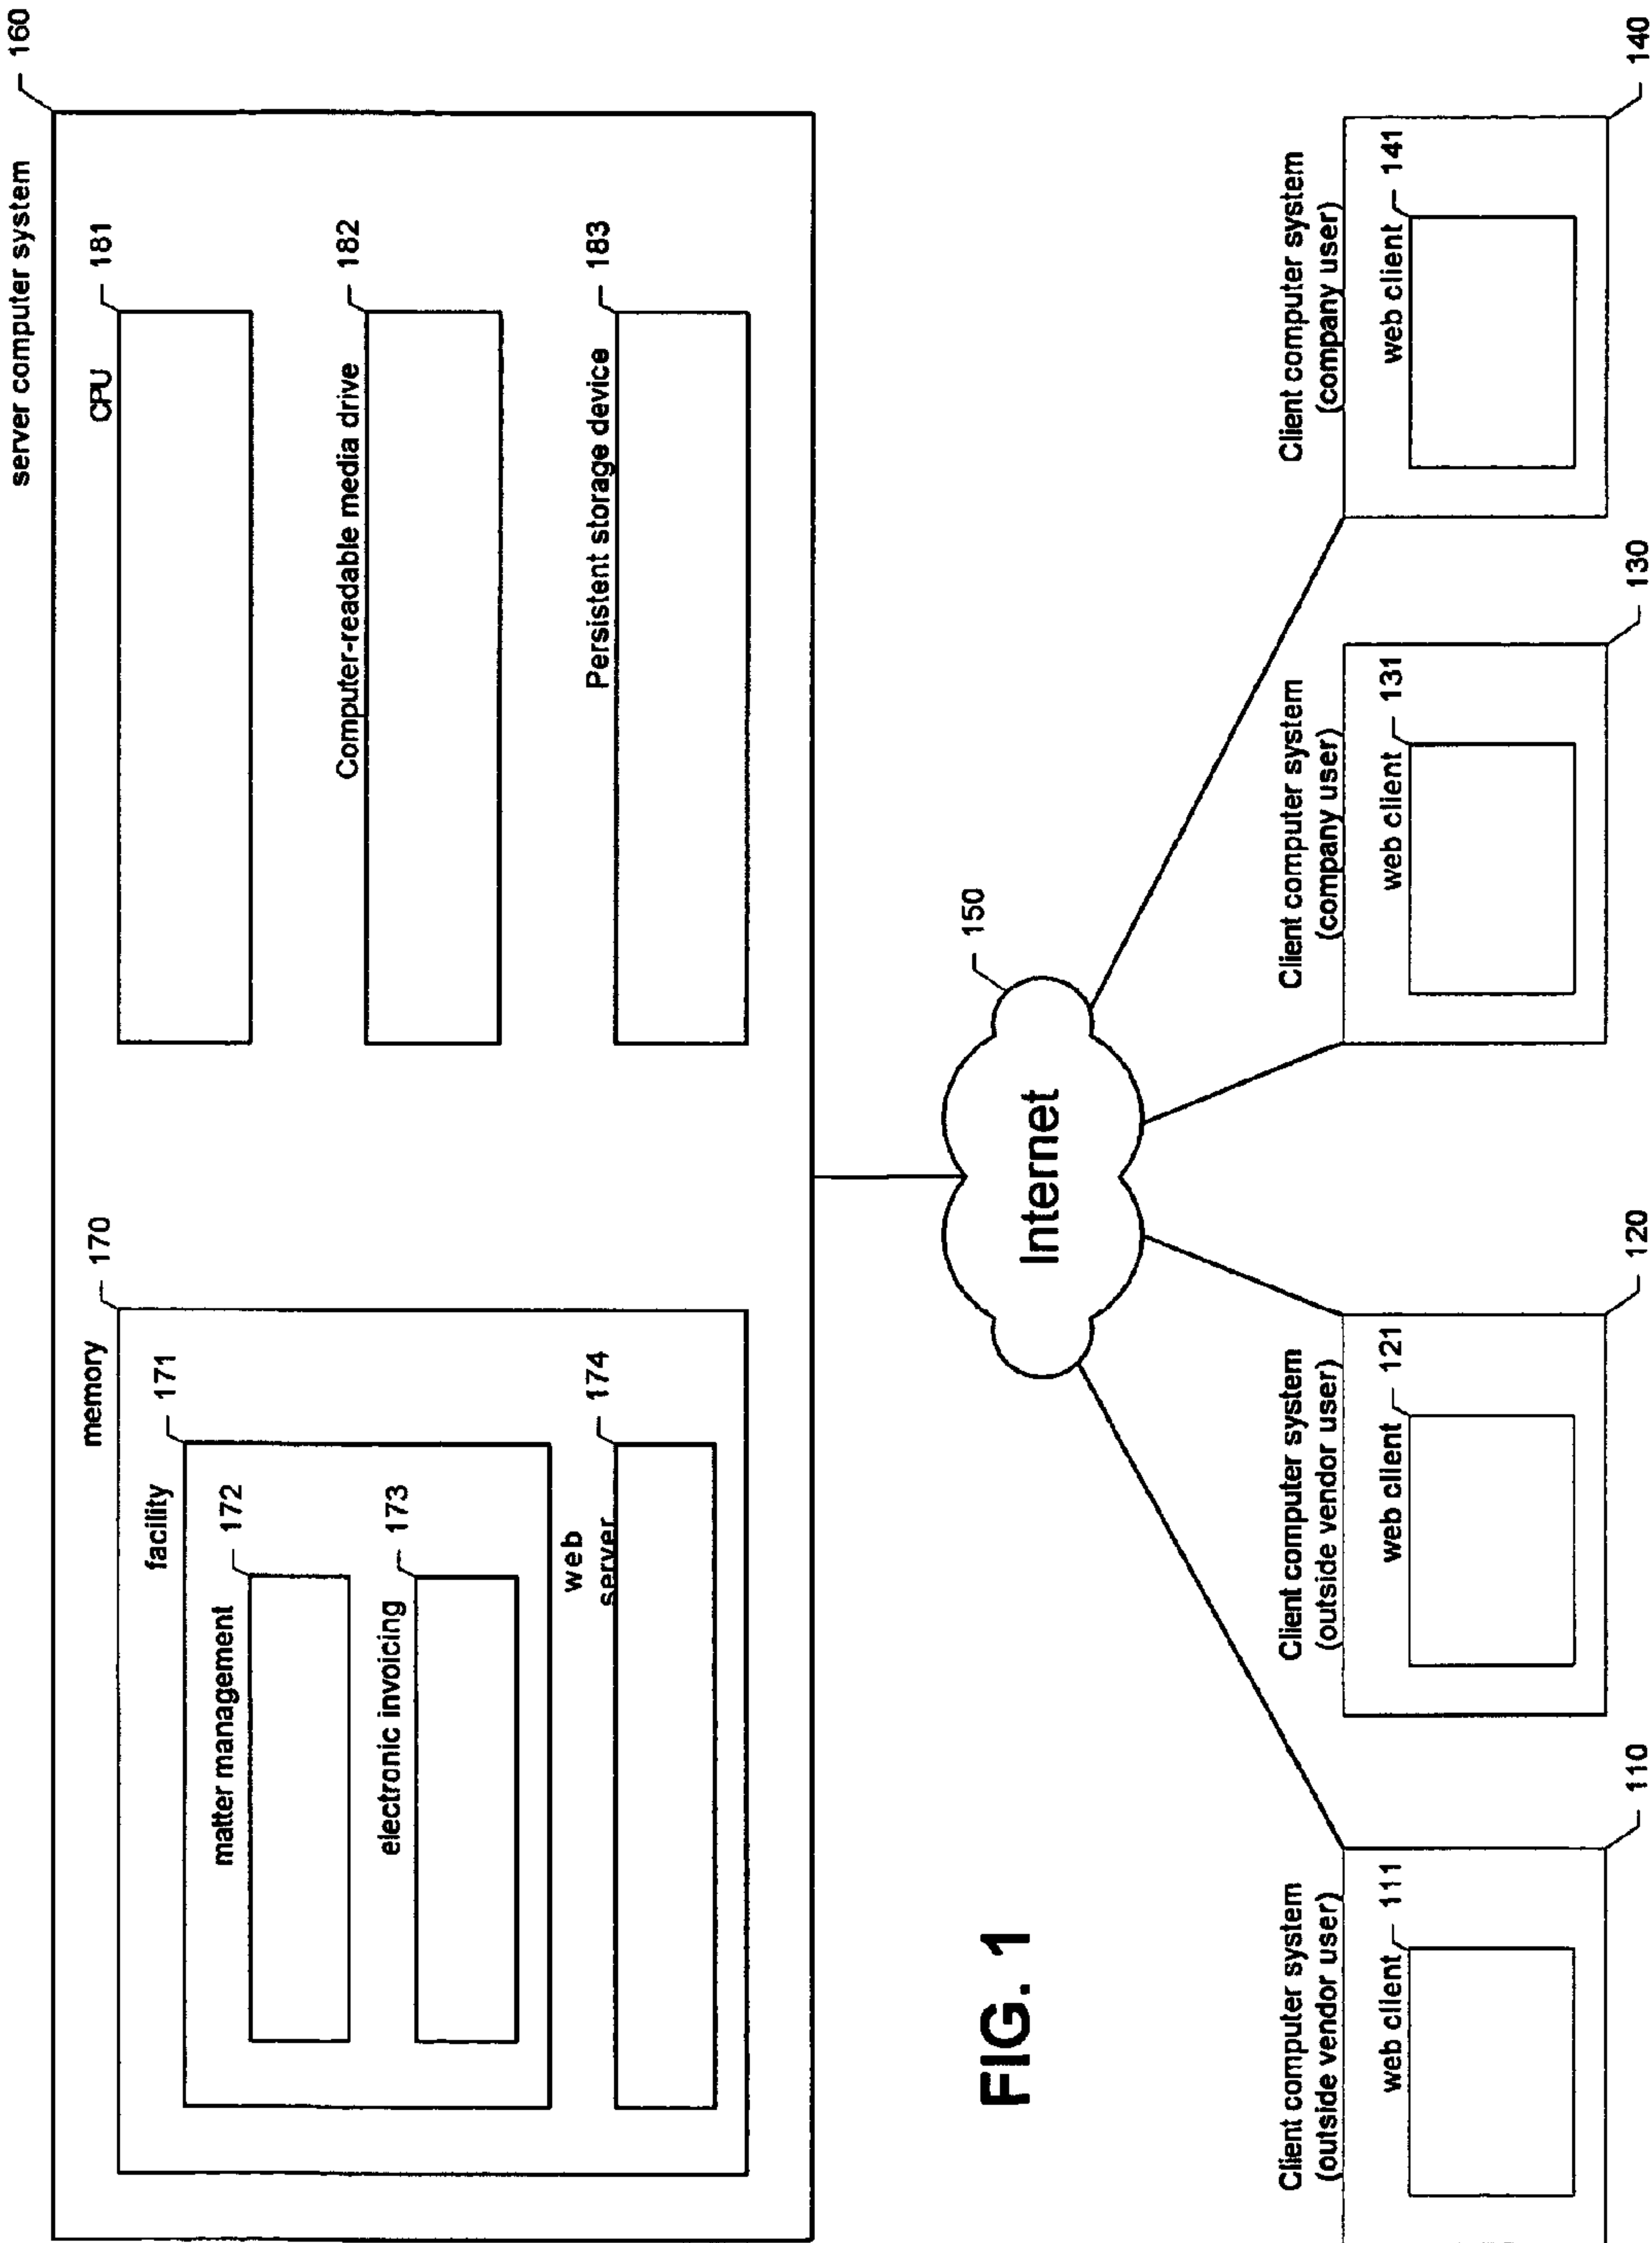 server computer system
160
memory
170
facility
171
matter management
172
electronic invoicing
173
web
server
174
CPU
181
Computer-readable media drive
182
Persistent storage device
183
Internet
150
FIG. 1
Client computer system
(outside vendor user)
web client
111
110
Client computer system
(outside vendor user)
web client
121
120
Client computer system
(company user)
web client
131
130
Client computer system
(company user)
web client
141
140